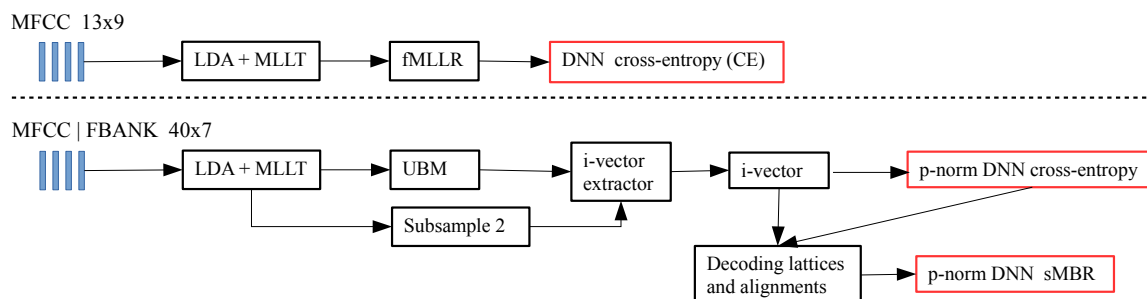 MFCC 13x9
LDA + MLLT
fMLLR
DNN cross-entropy (CE)
MFCC | FBANK 40x7
LDA + MLLT
UBM
i-vector
extractor
i-vector
p-norm DNN cross-entropy
Subsample 2
Decoding lattices
and alignments
p-norm DNN sMBR